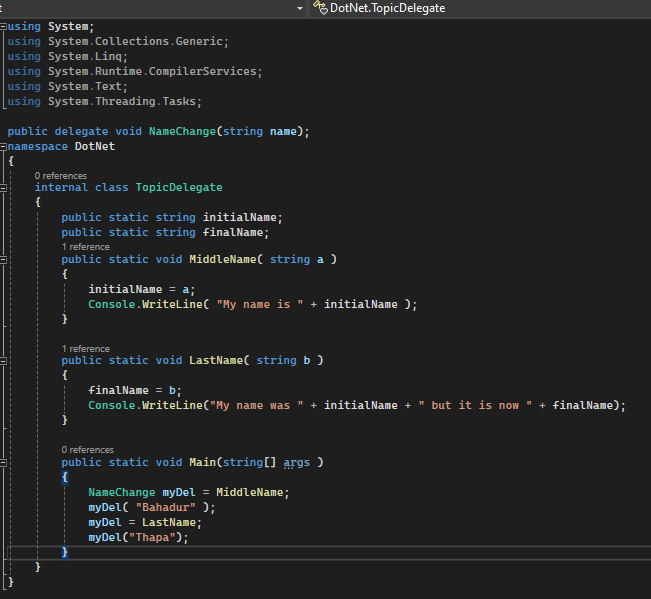 t DotNet.TopicDelegate
using System;
using System.Collections.Generic;
using System.Linq;
using System.Runtime.CompilerServices;
using System.Text;
using System.Threading.Tasks;
public delegate void NameChange(string name);
namespace DotNet
{
0 references
internal class TopicDelegate
{
public static string initialName;
public static string finalName;
1 reference
public static void MiddleName( string a )
{
initialName = a;
Console.WriteLine( "My name is " + initialName );
}
1 reference
public static void LastName( string b )
{
finalName = b;
Console.WriteLine("My name was " + initialName + " but it is now " + finalName);
}
0 references
public static void Main(string[] args )
{
NameChange myDel = MiddleName;
myDel( "Bahadur" );
myDel = LastName;
myDel("Thapa");
}
}
}